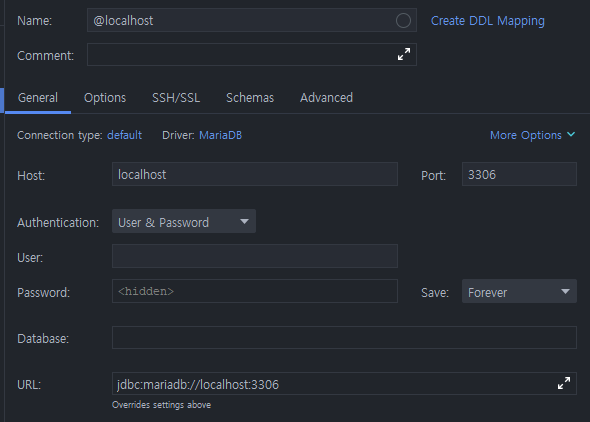 Name: @localhost Create DDL Mapping
Comment:
General Options SSH/SSL Schemas Advanced
Connection type: default Driver: MariaDB More Options
Host: localhost Port: 3306
Authentication: User & Password
User:
Password: <hidden> Save: Forever
Database:
URL: jdbc:mariadb://localhost:3306
Overrides settings above